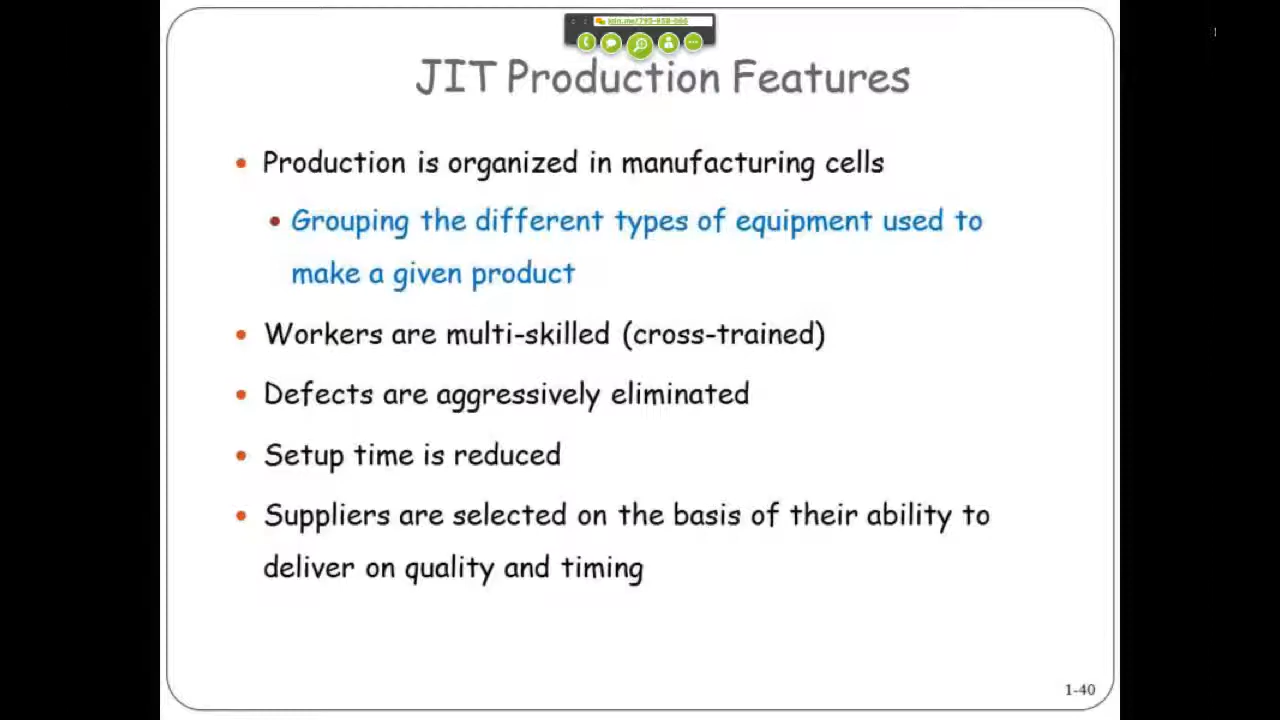 JIT Production Features
• Production is organized in manufacturing cells
• Grouping the different types of equipment used to
make a given product
• Workers are multi-skilled (cross-trained)
• Defects are aggressively eliminated
• Setup time is reduced
• Suppliers are selected on the basis of their ability to
deliver on quality and timing
1-40